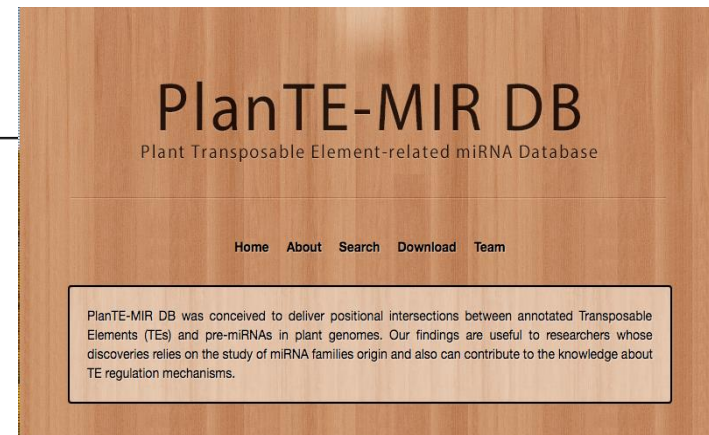 PlanTE-MIR DB
Plant Transposable Element-related miRNA Database
Home About Search Download Team
PlanTE-MIR DB was conceived to deliver positional intersections between annotated Transposable
Elements (TEs) and pre-miRNAs in plant genomes. Our findings are useful to researchers whose
discoveries relies on the study of miRNA families origin and also can contribute to the knowledge about
TE regulation mechanisms.